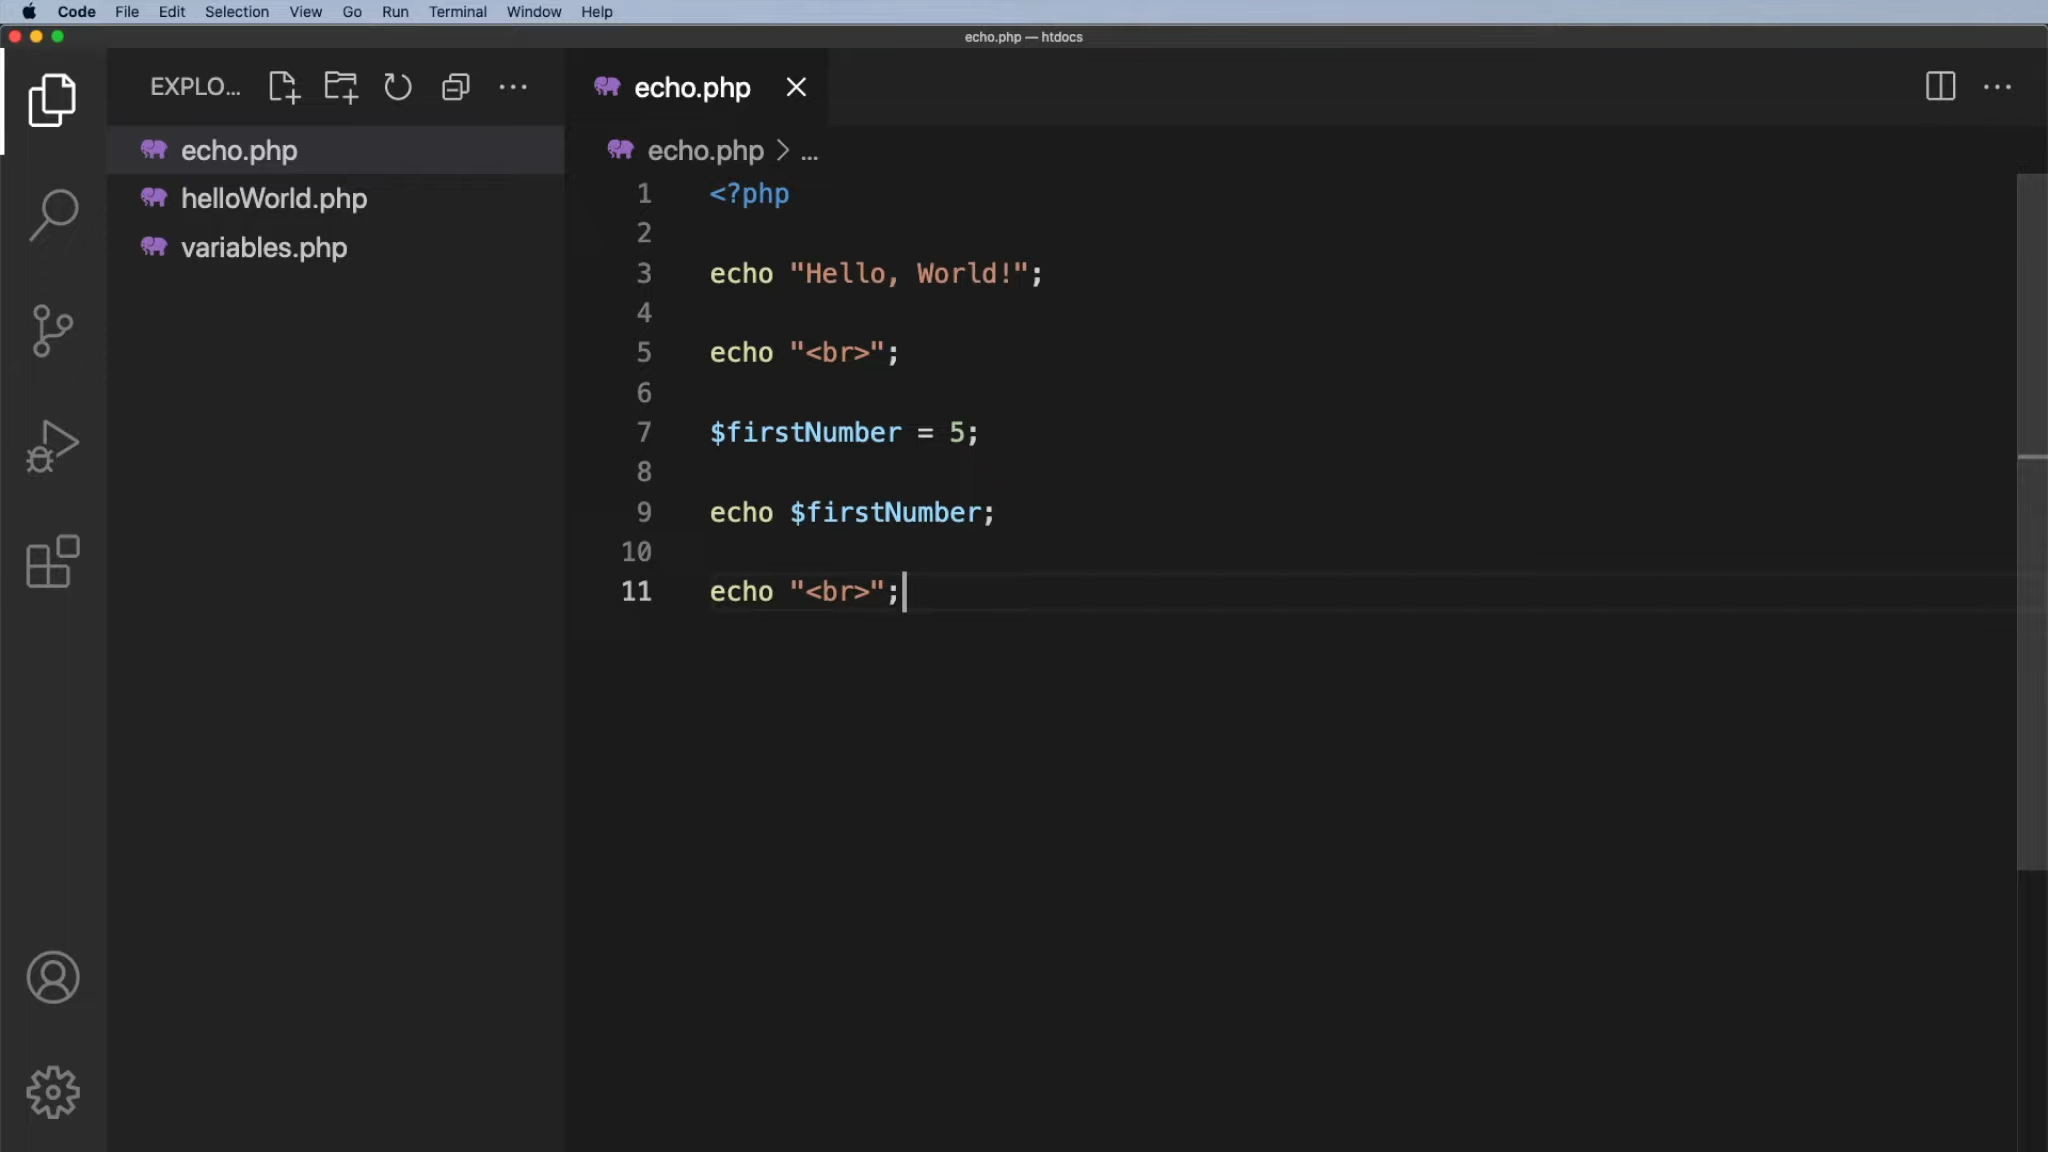 Code File Edit Selection View Go Run Terminal Window Help
echo.php — htdocs
EXPLO...
echo.php
helloWorld.php
variables.php
echo.php
echo.php > ...
1 <?php
2
3 echo "Hello, World!";
4
5 echo "<br>";
6
7 $firstNumber = 5;
8
9 echo $firstNumber;
10
11 echo "<br>";